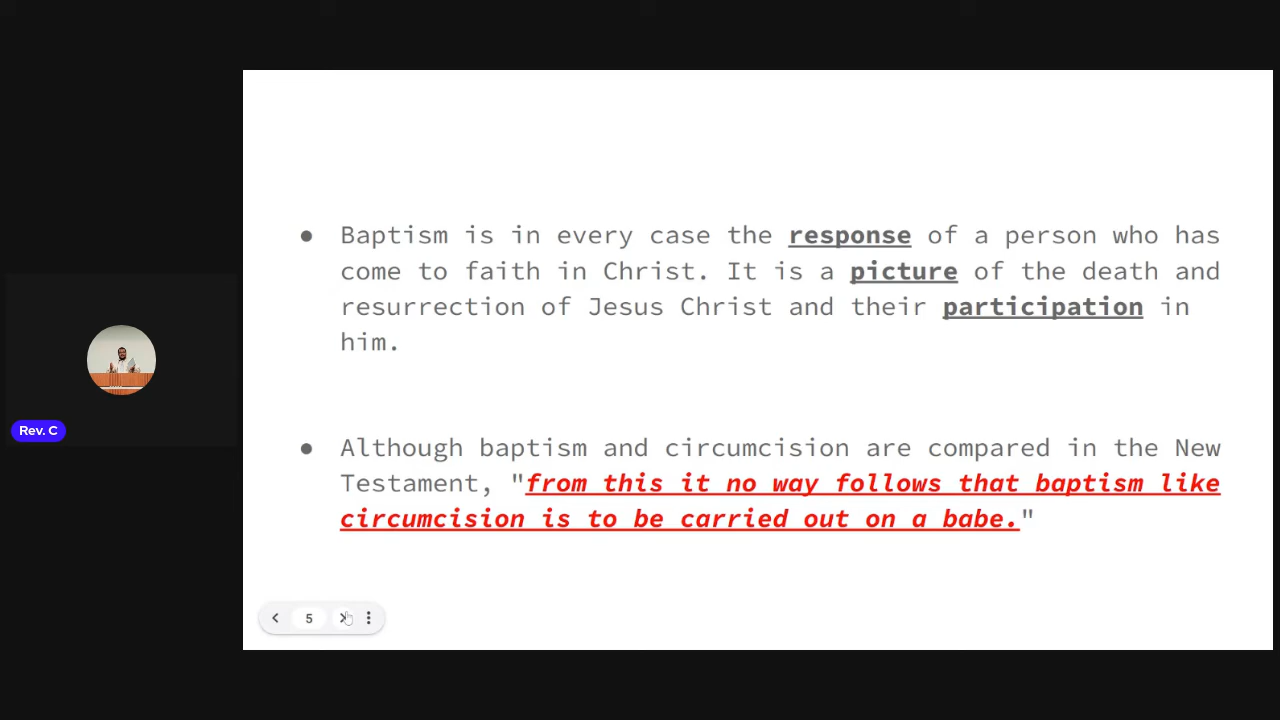 ● Baptism is in every case the response of a person who has
come to faith in Christ. It is a picture of the death and
resurrection of Jesus Christ and their participation in
him.
● Although baptism and circumcision are compared in the New
Testament, "from this it no way follows that baptism like
circumcision is to be carried out on a babe."
Rev. C
5